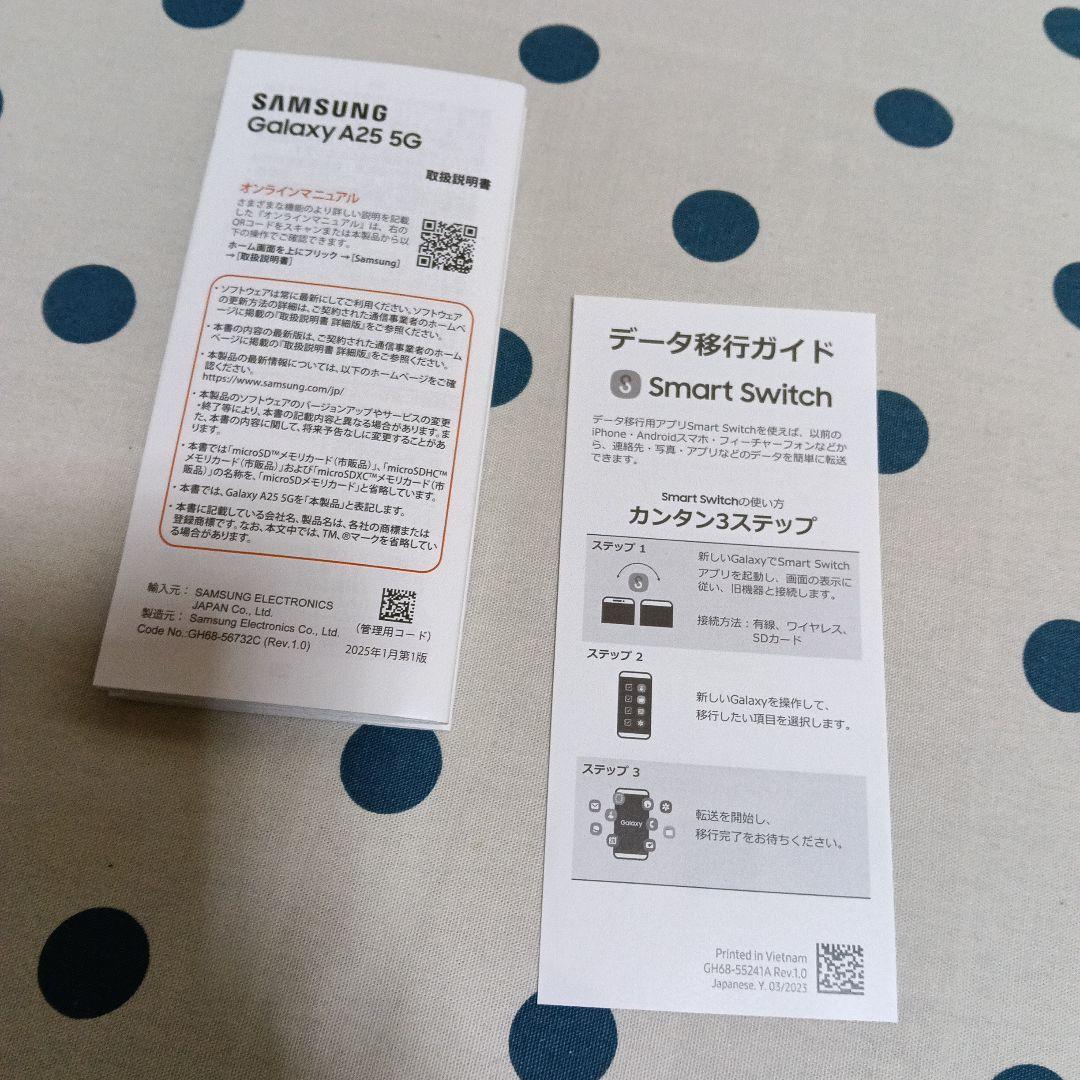 SAMSUNG
Galaxy A25 5G
取扱説明書
オンラインマニュアル
さまざまな機能のより詳しい説明を記載
した『オンラインマニュアル』は、右の
QRコードをスキャンまたは本製品から以
下の操作でご確認できます。
ホーム画面を上にフリック → [Samsung]
→ [取扱説明書]
・ソフトウェアは常に最新にしてご利用ください。ソフトウェア
の更新方法の詳細は、ご契約された通信事業者のホームペ
ージに掲載の『取扱説明書 詳細版』をご参照ください。
・本書の内容の最新版は、ご契約された通信事業者のホーム
ページに掲載の『取扱説明書 詳細版』をご参照ください。
・本製品の最新情報については、以下のホームページをご確
認ください。
https://www.samsung.com/jp/
・本製品のソフトウェアのバージョンアップやサービスの変更
・終了等により、本書の記載内容と異なる場合があります。ま
た、本書の内容に関して、将来予告なしに変更することがあ
ります。
・本書では「microSD™メモリカード（市販品）」、「microSDHC™
メモリカード（市販品）」および「microSDXC™メモリカード（市
販品）」の名称を、「microSDメモリカード」と省略しています。
・本書では、Galaxy A25 5Gを「本製品」と表記します。
・本書に記載している会社名、製品名は、各社の商標または
登録商標です。なお、本文中では、TM、®マークを省略してい
る場合があります。
輸入元： SAMSUNG ELECTRONICS
JAPAN Co., Ltd.
製造元： Samsung Electronics Co., Ltd.
（管理用コード）
Code No.:GH68-56732C (Rev.1.0)
2025年1月第1版
データ移行ガイド
Smart Switch
データ移行用アプリSmart Switchを使えば、以前の
iPhone・Androidスマホ・フィーチャーフォンなどか
ら、連絡先・写真・アプリなどのデータを簡単に転送
できます。
Smart Switchの使い方
カンタン3ステップ
ステップ 1
新しいGalaxyでSmart Switch
アプリを起動し、画面の表示に
従い、旧機器と接続します。
接続方法：有線、ワイヤレス、
SDカード
ステップ 2
新しいGalaxyを操作して、
移行したい項目を選択します。
ステップ 3
Galaxy
転送を開始し、
移行完了をお待ちください。
Printed in Vietnam
GH68-55241A Rev.1.0
Japanese. Y. 03/2023